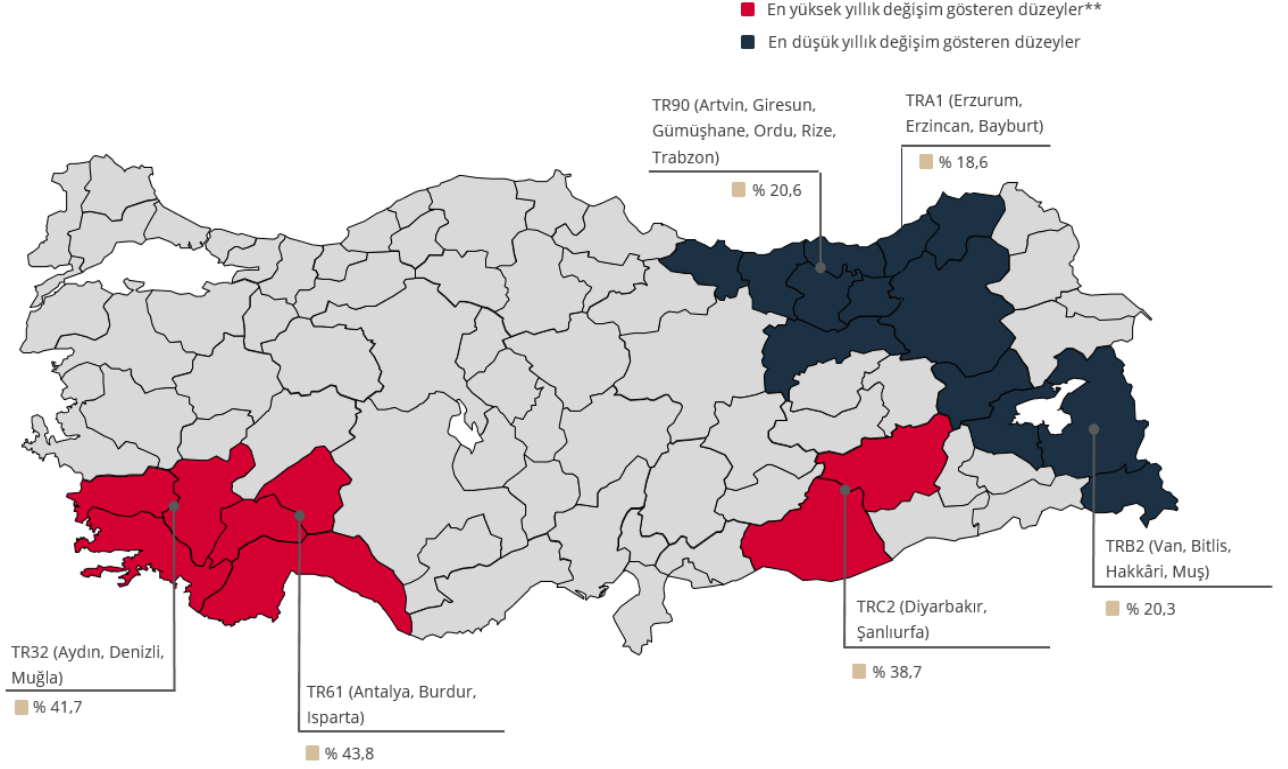 En yüksek yıllık değişim gösteren düzeyler**
En düşük yıllık değişim gösteren düzeyler
TR90 (Artvin, Giresun,
Gümüşhane, Ordu, Rize,
Trabzon)
% 20,6
TRA1 (Erzurum,
Erzincan, Bayburt)
% 18,6
TRB2 (Van, Bitlis,
Hakkâri, Muş)
% 20,3
TRC2 (Diyarbakır,
Şanlıurfa)
% 38,7
TR32 (Aydın, Denizli,
Muğla)
% 41,7
TR61 (Antalya, Burdur,
Isparta)
% 43,8